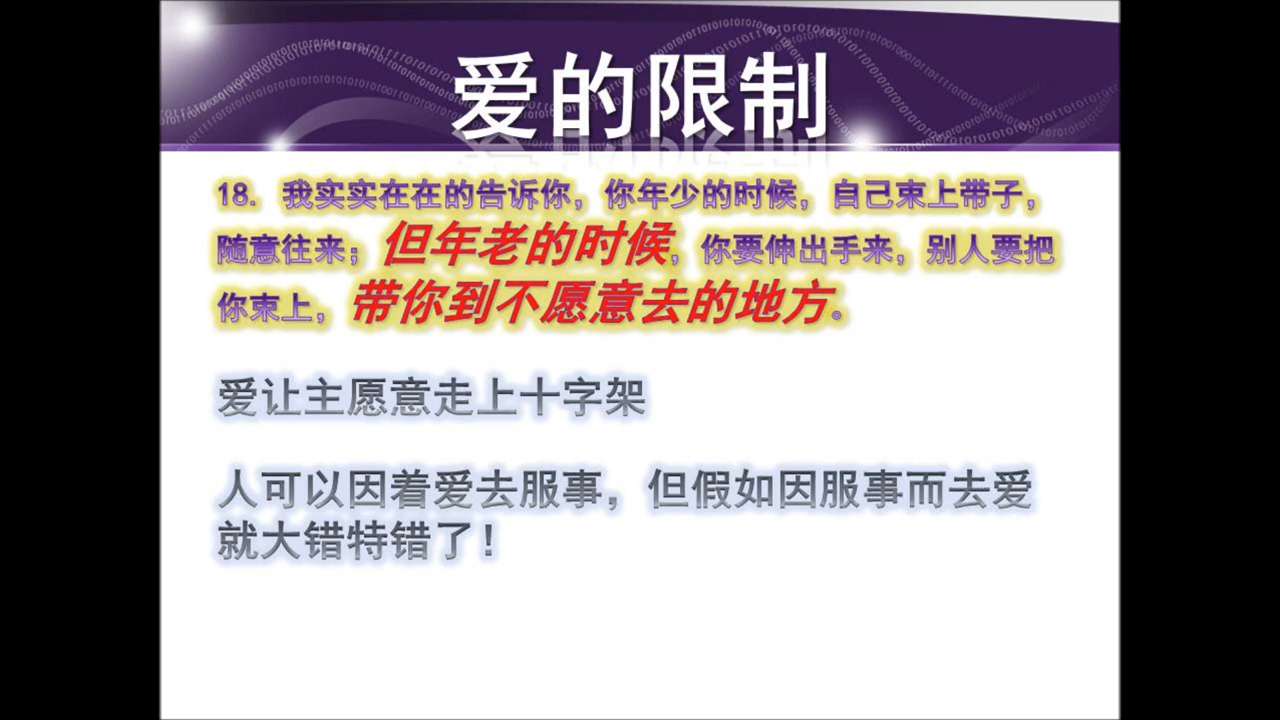 爱的限制
18. 我实实在在的告诉你，你年少的时候，自己束上带子，
随意往来；但年老的时候，你要伸出手来，别人要把
你束上，带你到不愿意去的地方。
爱让主愿意走上十字架
人可以因着爱去服事，但假如因服事而去爱
就大错特错了！